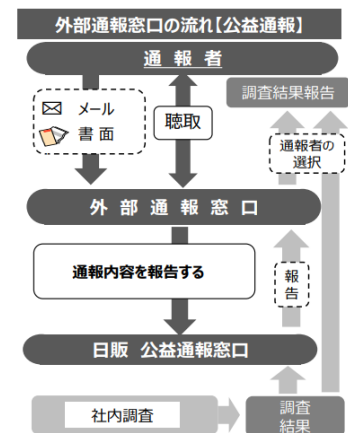 外部通報窓口の流れ【公益通報】
通報者
調査結果報告
メール
書面
聴取
通報者の
選択
外部通報窓口
通報内容を報告する
報
告
日販 公益通報窓口
社内調査
調査
結果